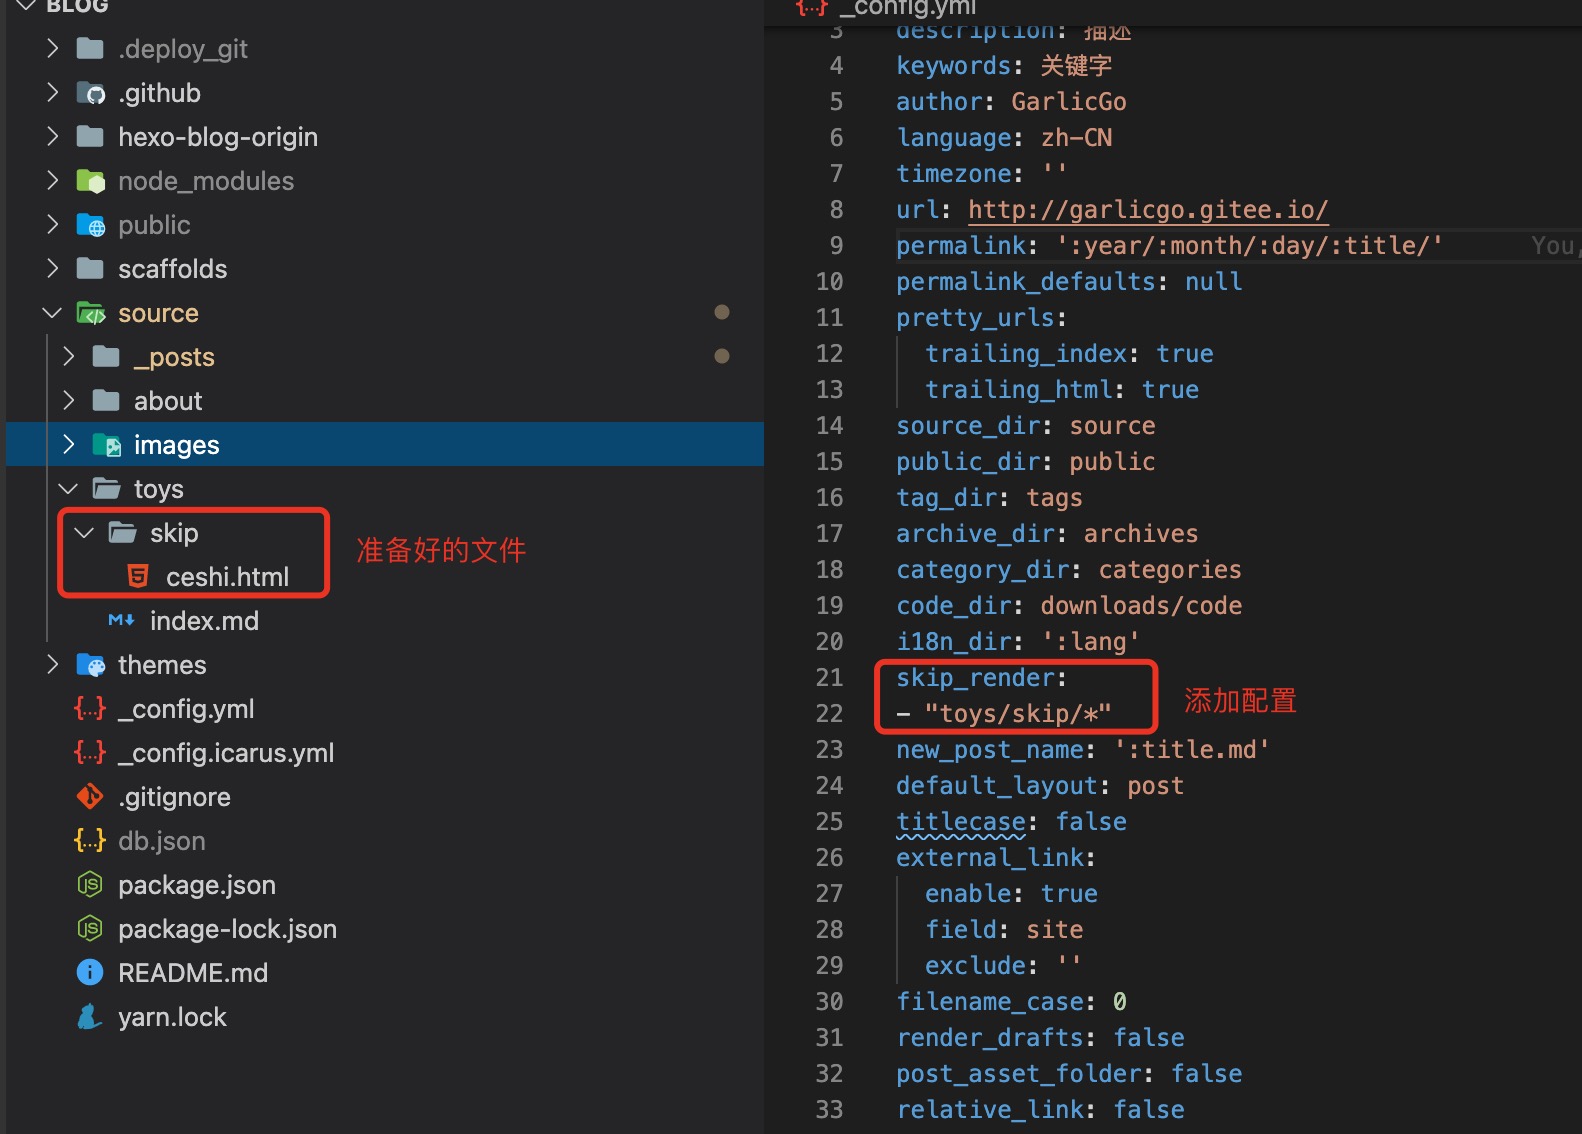 BLOG
.deploy_git
.github
hexo-blog-origin
node_modules
public
scaffolds
source
_posts
about
images
toys
skip
准备好的文件
ceshi.html
index.md
themes
_config.yml
_config.icarus.yml
.gitignore
db.json
package.json
package-lock.json
README.md
yarn.lock
_config.yml
3 description: 描述
4 keywords: 关键字
5 author: GarlicGo
6 language: zh-CN
7 timezone: ''
8 url: http://garlicgo.gitee.io/
9 permalink: ':year/:month/:day/:title/' You,
10 permalink_defaults: null
11 pretty_urls:
12 trailing_index: true
13 trailing_html: true
14 source_dir: source
15 public_dir: public
16 tag_dir: tags
17 archive_dir: archives
18 category_dir: categories
19 code_dir: downloads/code
20 i18n_dir: ':lang'
21 skip_render:
添加配置
22 - "toys/skip/*"
23 new_post_name: ':title.md'
24 default_layout: post
25 titlecase: false
26 external_link:
27 enable: true
28 field: site
29 exclude: ''
30 filename_case: 0
31 render_drafts: false
32 post_asset_folder: false
33 relative_link: false